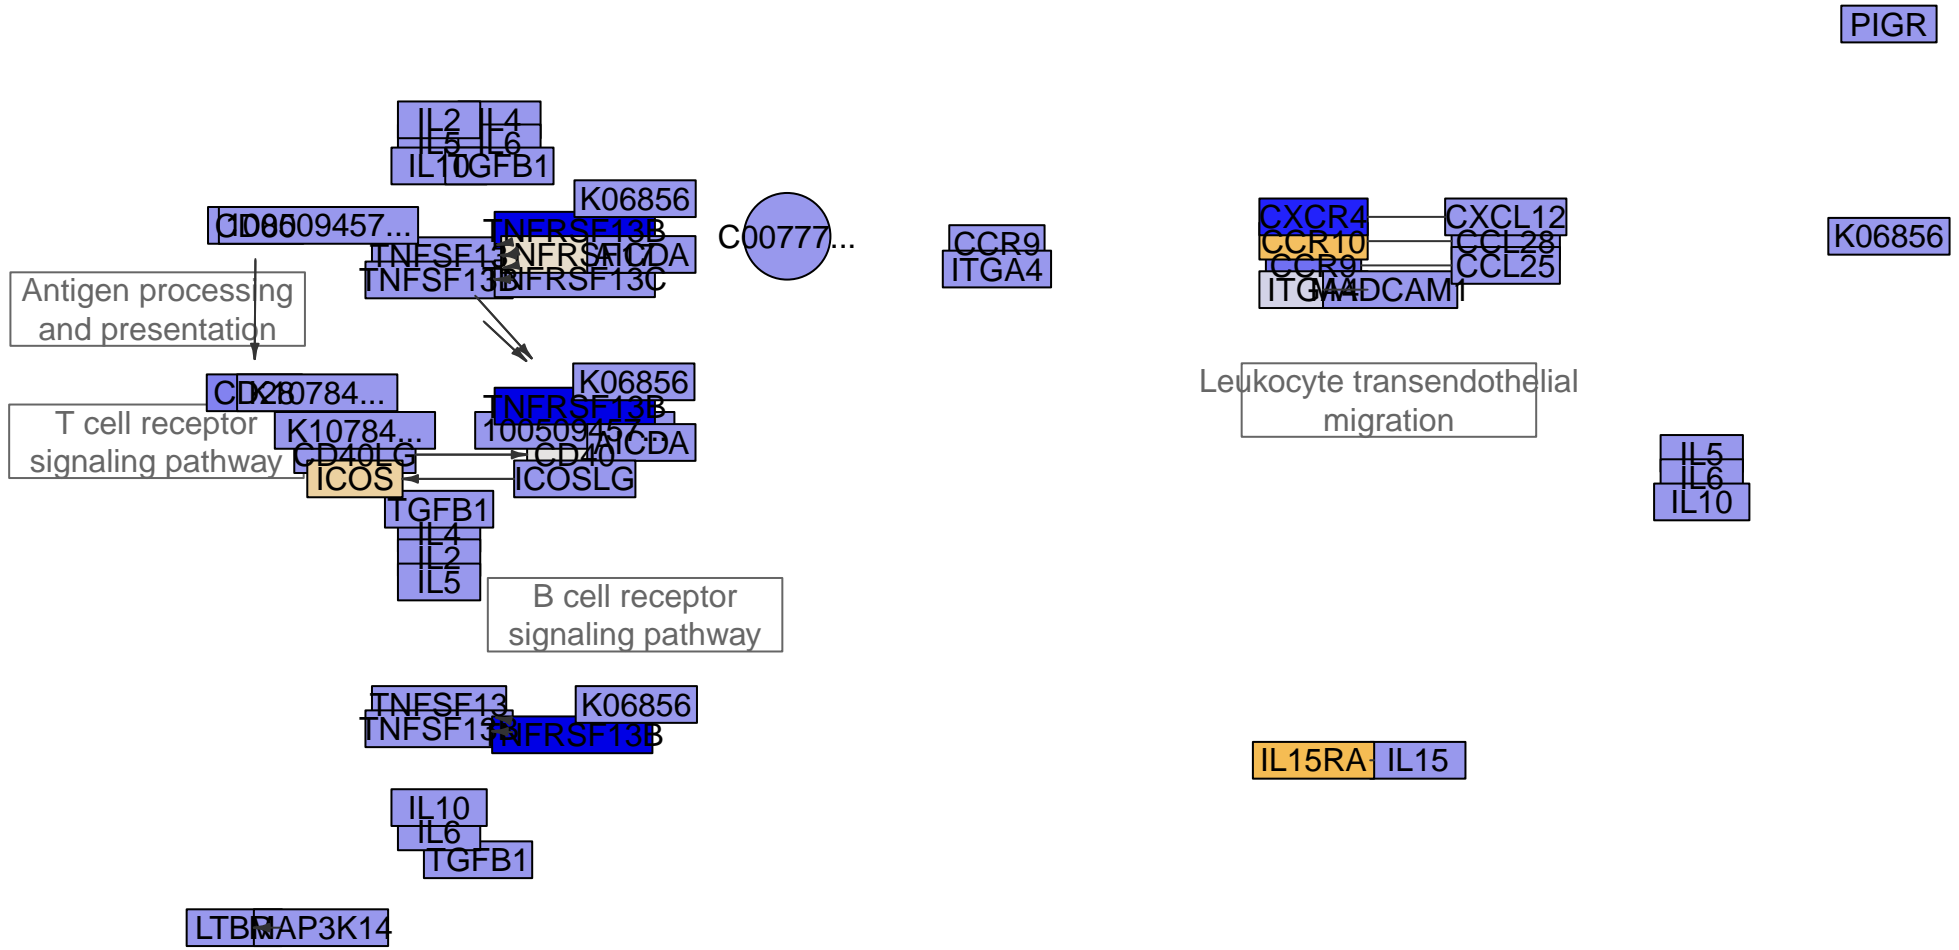 PIGR
IL2
IL4
IL5
IL6
IL10
TGFB1
K06856
CD86
100509457...
TNFRSF13B
TNFSF13
TNFRSF17
AICDA
TNFSF13B
TNFRSF13C
C00777...
CCR9
ITGA4
CXCR4
CXCL12
CCR10
CCL28
CCR9
CCL25
ITGA4
MADCAM1
K06856
Antigen processing
and presentation
CD28
K10784...
K06856
TNFRSF13B
Leukocyte transendothelial
migration
T cell receptor
signaling pathway
K10784...
100509457...
AICDA
CD40LG
CD40
ICOS
ICOSLG
IL5
IL6
IL10
TGFB1
IL4
IL2
IL5
B cell receptor
signaling pathway
TNFSF13
K06856
TNFSF13B
TNFRSF13B
IL15RA
IL15
IL10
IL6
TGFB1
LTBR
MAP3K14